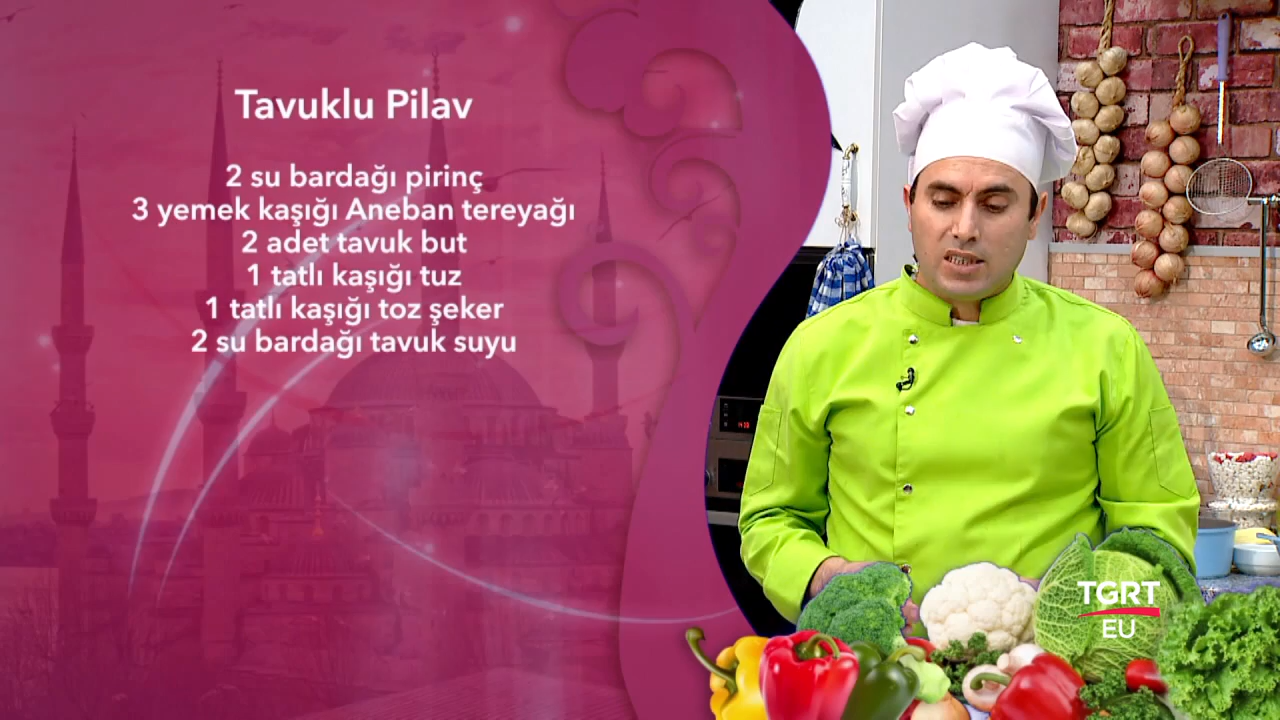 Tavuklu Pilav
2 su bardağı pirinç
3 yemek kaşığı Aneban tereyağı
2 adet tavuk but
1 tatlı kaşığı tuz
1 tatlı kaşığı toz şeker
2 su bardağı tavuk suyu
TGRT
EU